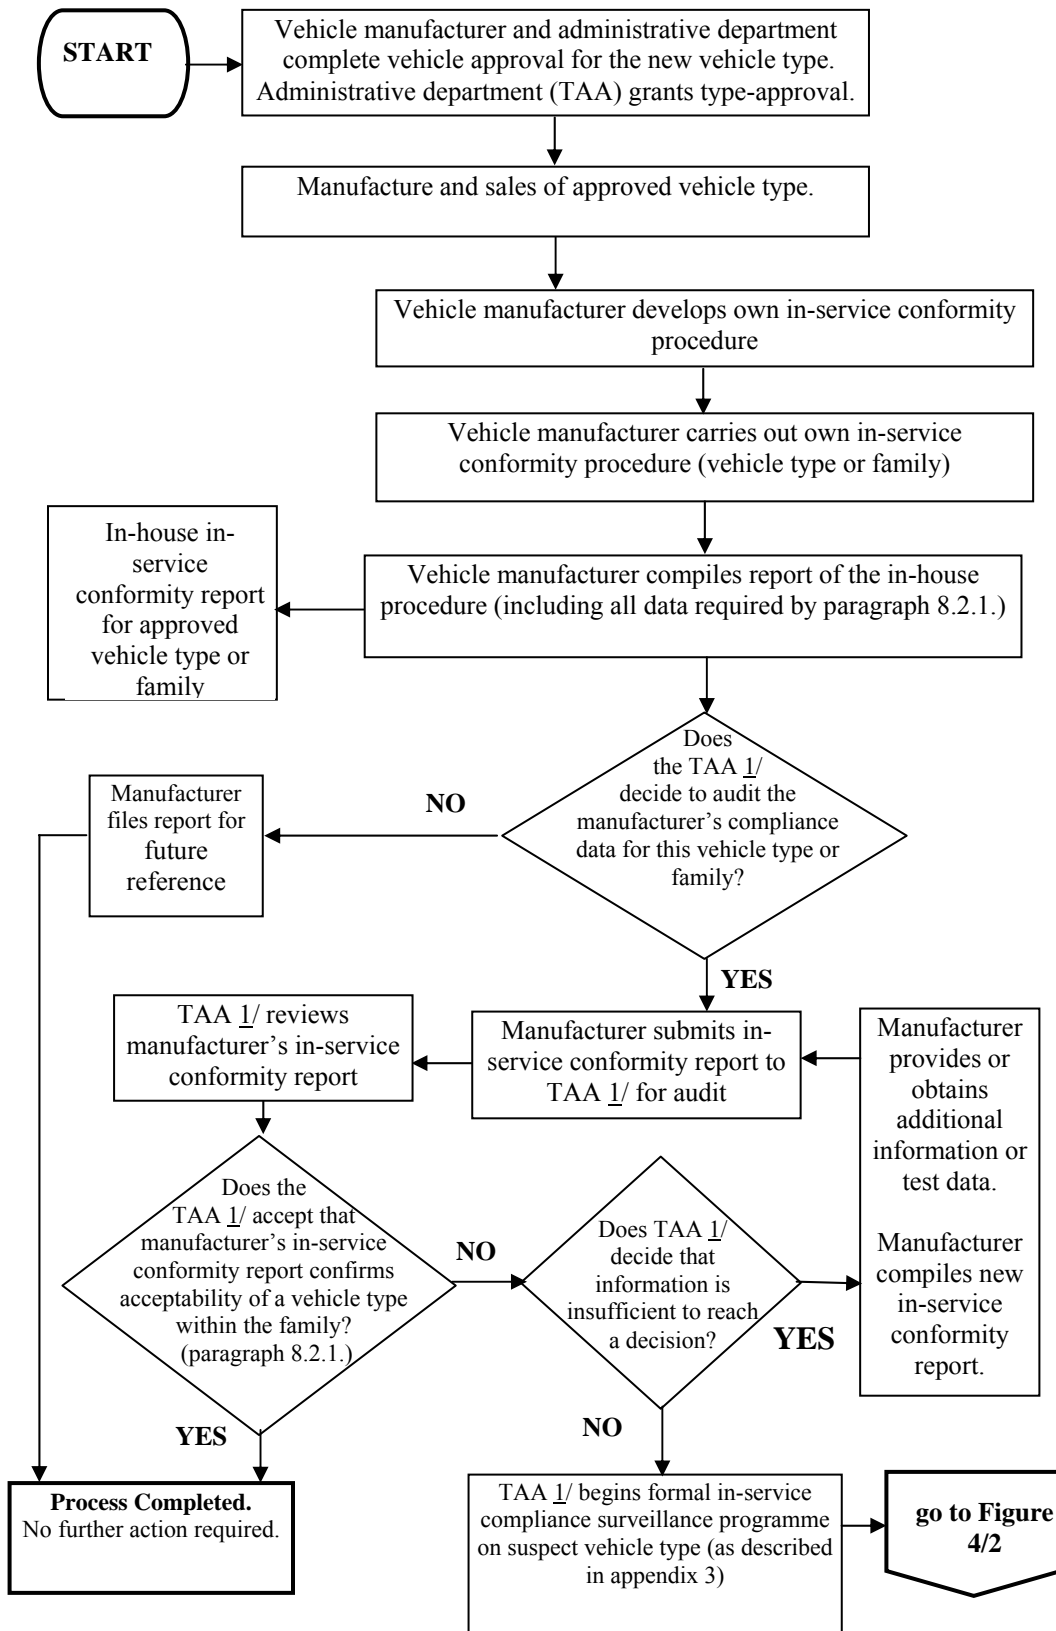 START
Vehicle manufacturer and administrative department
complete vehicle approval for the new vehicle type.
Administrative department (TAA) grants type-approval.
Manufacture and sales of approved vehicle type.
Vehicle manufacturer develops own in-service conformity
procedure
Vehicle manufacturer carries out own in-service
conformity procedure (vehicle type or family)
In-house in-
service
conformity report
for approved
vehicle type or
family
Vehicle manufacturer compiles report of the in-house
procedure (including all data required by paragraph 8.2.1.)
Does
the TAA 1/
decide to audit the
manufacturer’s compliance
data for this vehicle type or
family?
NO
Manufacturer
files report for
future
reference
YES
Manufacturer submits in-
service conformity report to
TAA 1/ for audit
TAA 1/ reviews
manufacturer’s in-service
conformity report
Manufacturer
provides or
obtains
additional
information or
test data.
Manufacturer
compiles new
in-service
conformity
report.
Does the
TAA 1/ accept that
manufacturer’s in-service
conformity report confirms
acceptability of a vehicle type
within the family?
(paragraph 8.2.1.)
NO
Does TAA 1/
decide that
information is
insufficient to reach
a decision?
YES
YES
NO
Process Completed.
No further action required.
TAA 1/ begins formal in-service
compliance surveillance programme
on suspect vehicle type (as described
in appendix 3)
go to Figure
4/2